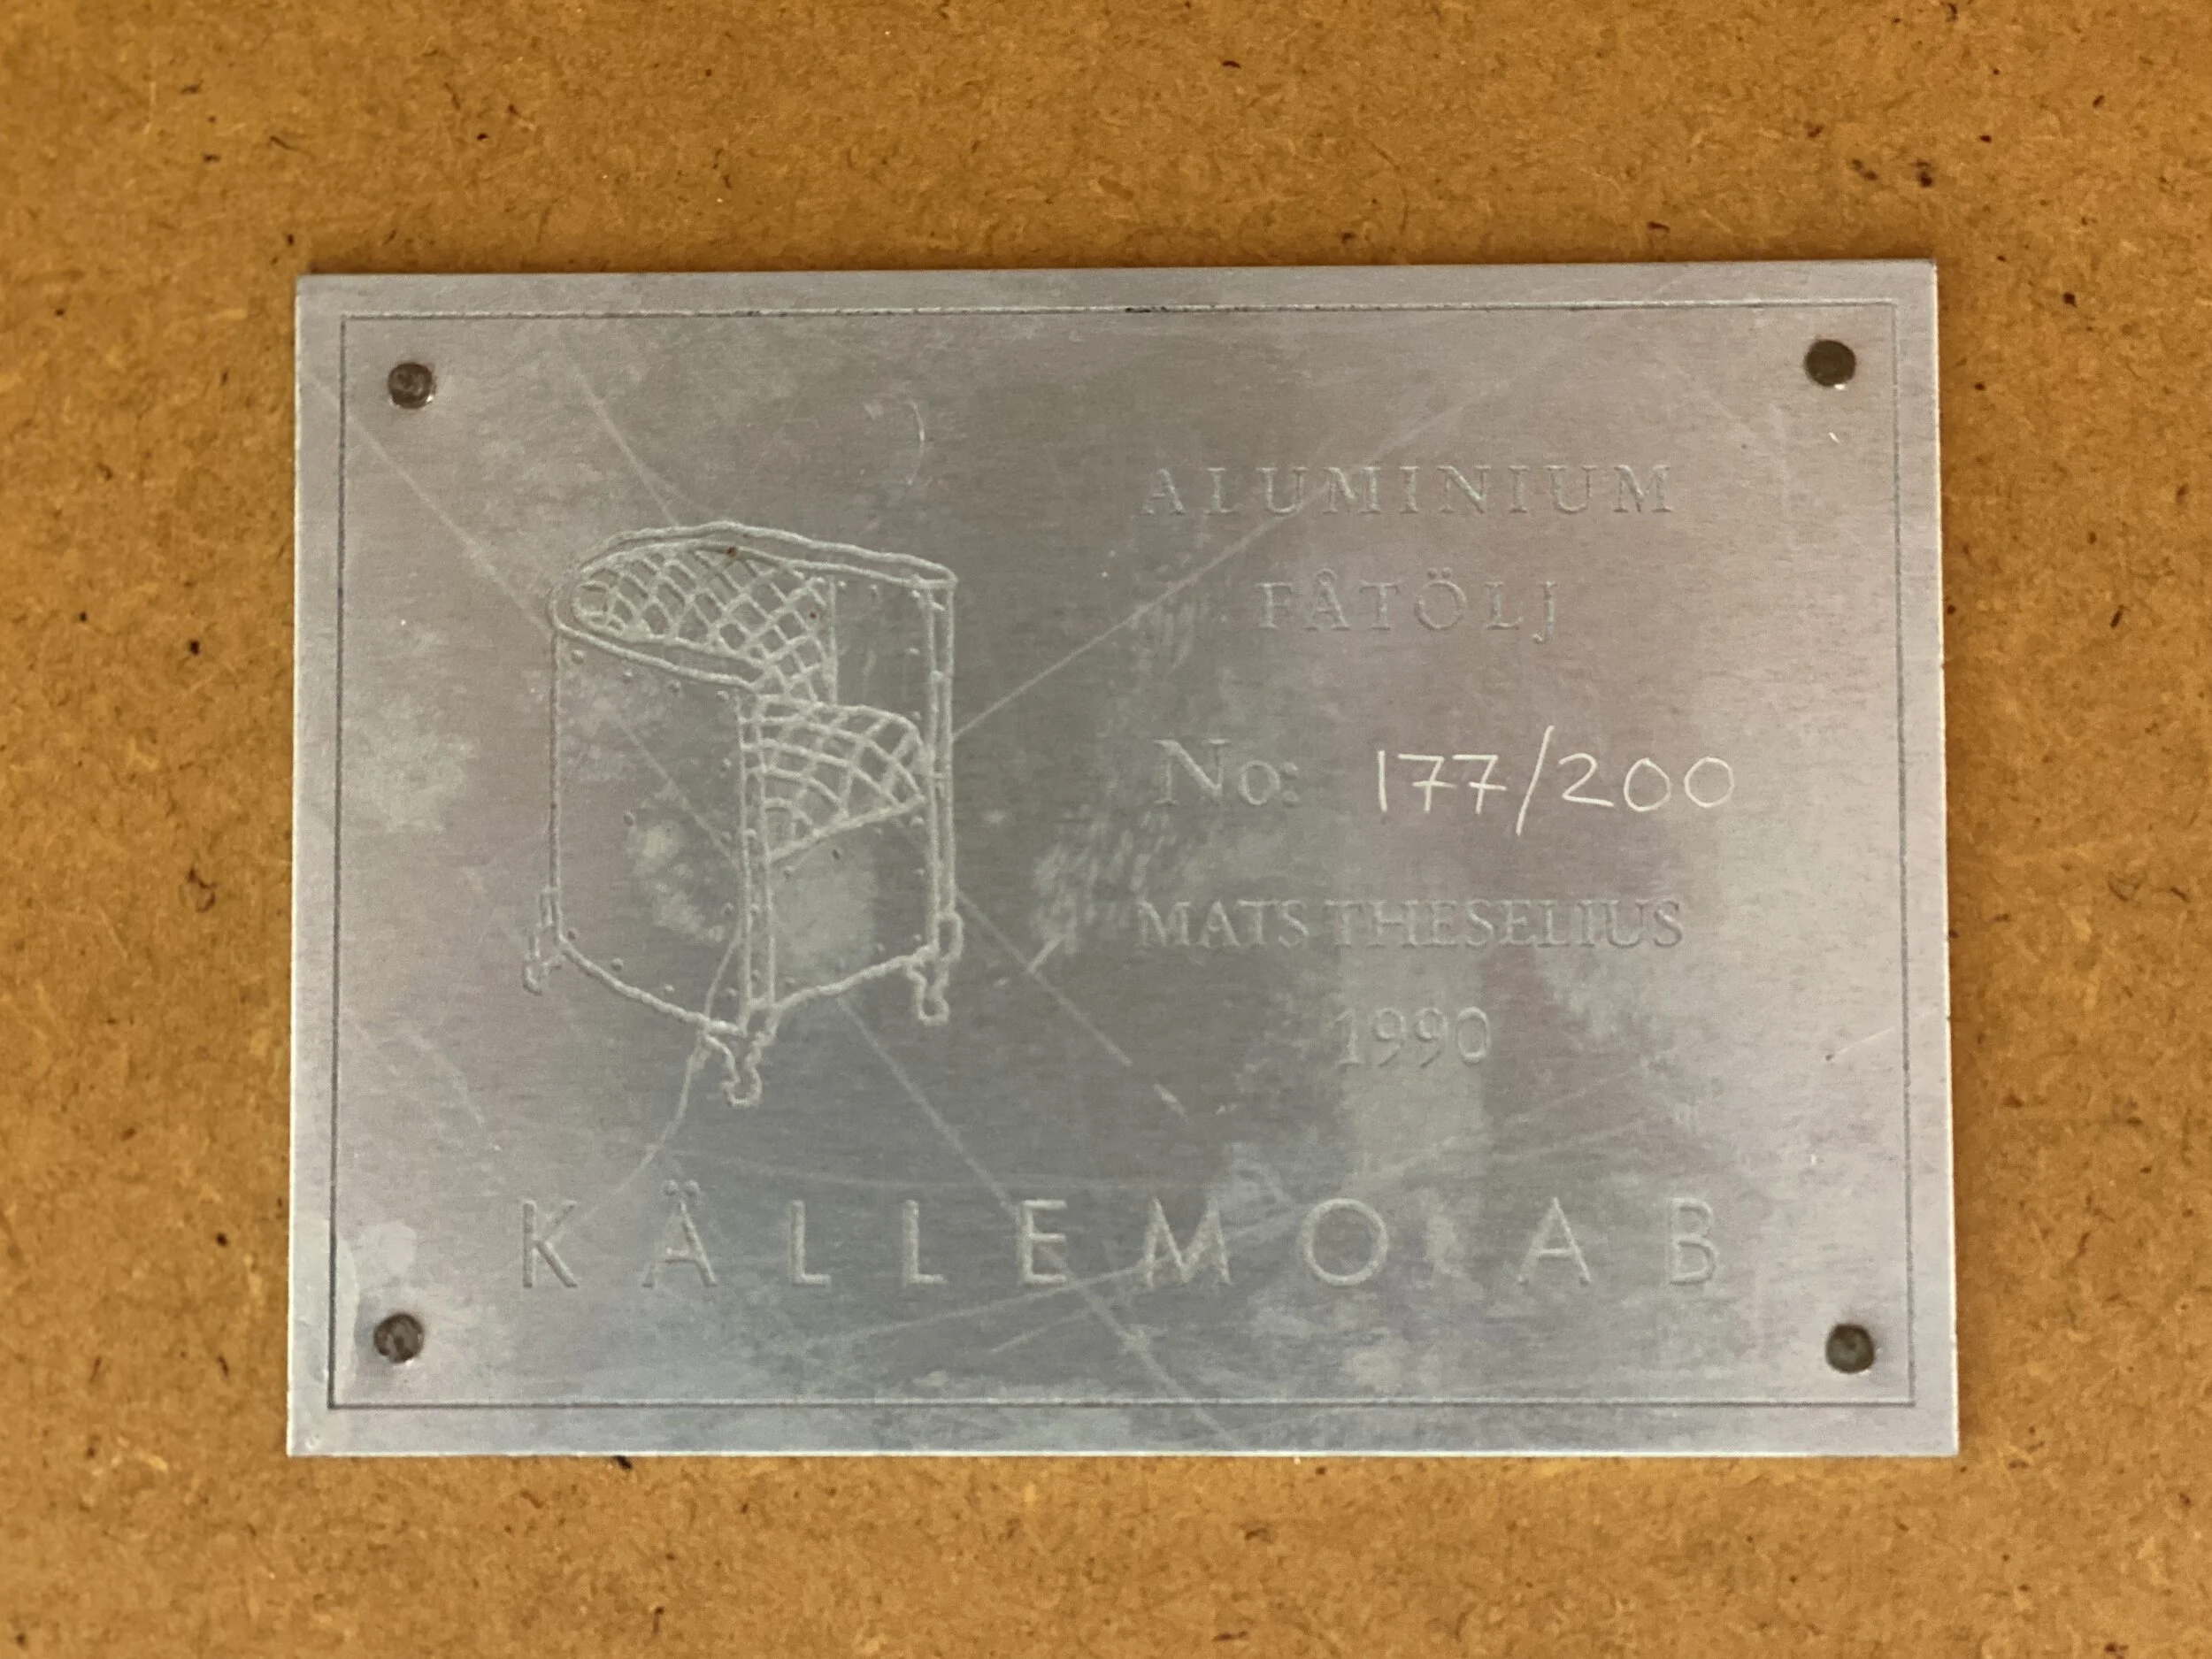 ALUMINIUM
FÅTÖLJ
No: 177/200
MATS THESELIUS
1990
KÄLLEMO AB